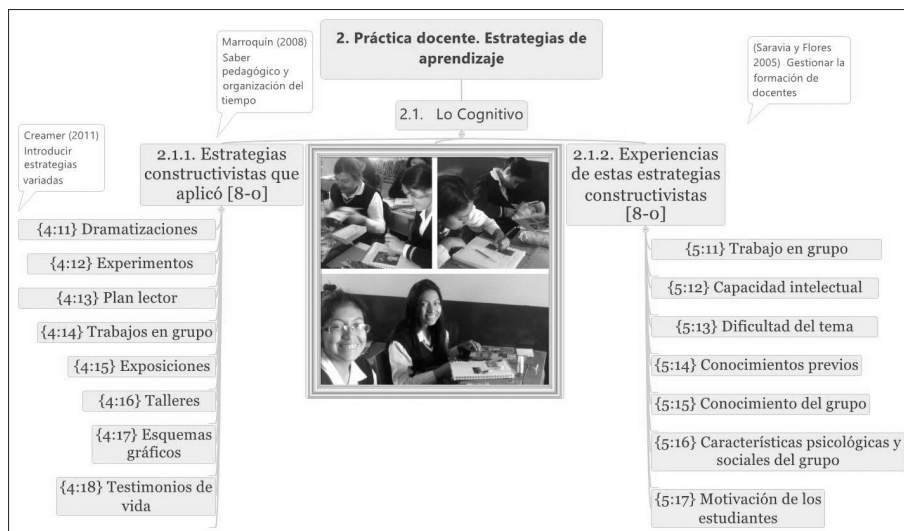 2. Práctica docente. Estrategias de
aprendizaje
Marroquín (2008)
Saber
pedagógico y
organización del
tiempo
(Saravia y Flores
2005) Gestionar la
formación de
docentes
2.1. Lo Cognitivo
Creamer (2011)
Introducir
estrategias
variadas
2.1.1. Estrategias
constructivistas que
aplicó [8-0]
{4:11} Dramatizaciones
{4:12} Experimentos
{4:13} Plan lector
{4:14} Trabajos en grupo
{4:15} Exposiciones
{4:16} Talleres
{4:17} Esquemas
gráficos
{4:18} Testimonios de
vida
2.1.2. Experiencias
de estas estrategias
constructivistas
[8-0]
{5:11} Trabajo en grupo
{5:12} Capacidad intelectual
{5:13} Dificultad del tema
{5:14} Conocimientos previos
{5:15} Conocimiento del grupo
{5:16} Características psicológicas y
sociales del grupo
{5:17} Motivación de los
estudiantes